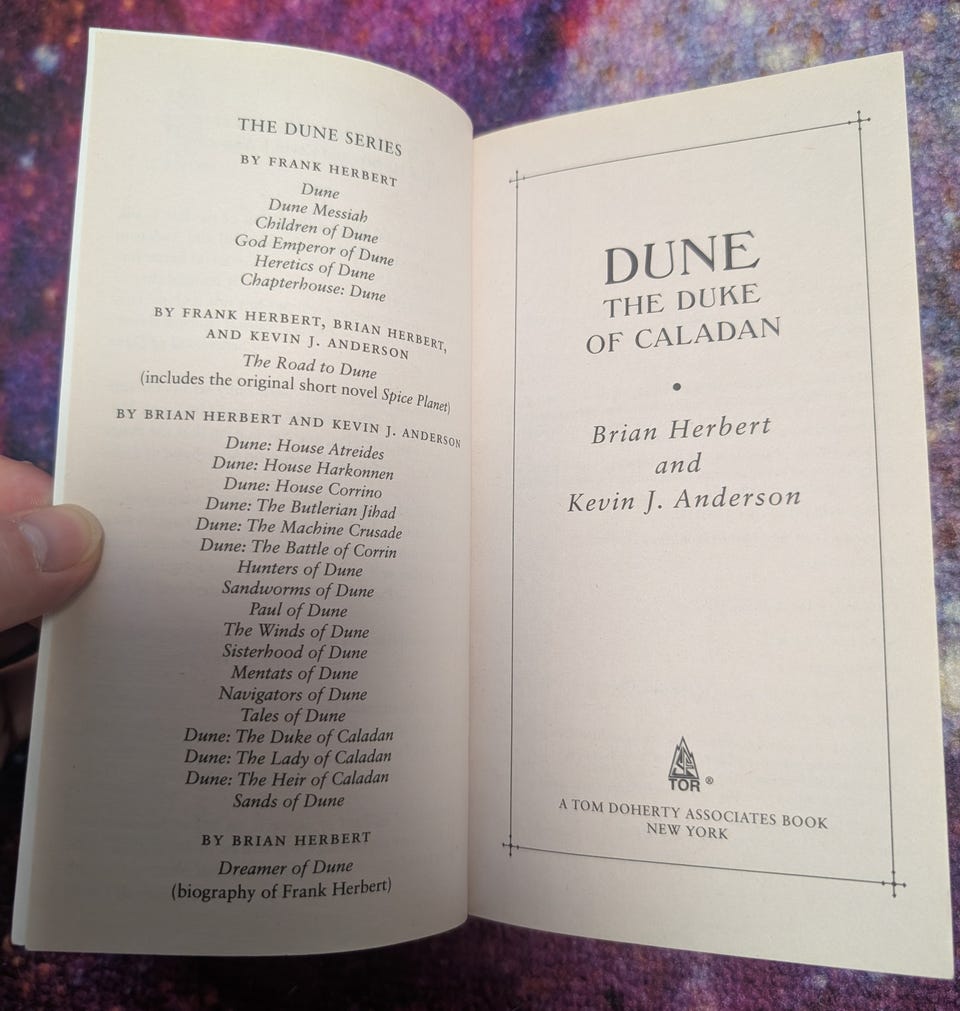 THE DUNE SERIES
BY FRANK HERBERT
Dune
Dune Messiah
Children of Dune
God Emperor of Dune
Heretics of Dune
Chapterhouse: Dune
BY FRANK HERBERT, BRIAN HERBERT,
AND KEVIN J. ANDERSON
The Road to Dune
(includes the original short novel Spice Planet)
BY BRIAN HERBERT AND KEVIN J. ANDERSON
Dune: House Atreides
Dune: House Harkonnen
Dune: House Corrino
Dune: The Butlerian Jihad
Dune: The Machine Crusade
Dune: The Battle of Corrin
Hunters of Dune
Sandworms of Dune
Paul of Dune
The Winds of Dune
Sisterhood of Dune
Mentats of Dune
Navigators of Dune
Tales of Dune
Dune: The Duke of Caladan
Dune: The Lady of Caladan
Dune: The Heir of Caladan
Sands of Dune
BY BRIAN HERBERT
Dreamer of Dune
(biography of Frank Herbert)
DUNE
THE DUKE
OF CALADAN
•
Brian Herbert
and
Kevin J. Anderson
TOR®
A TOM DOHERTY ASSOCIATES BOOK
NEW YORK